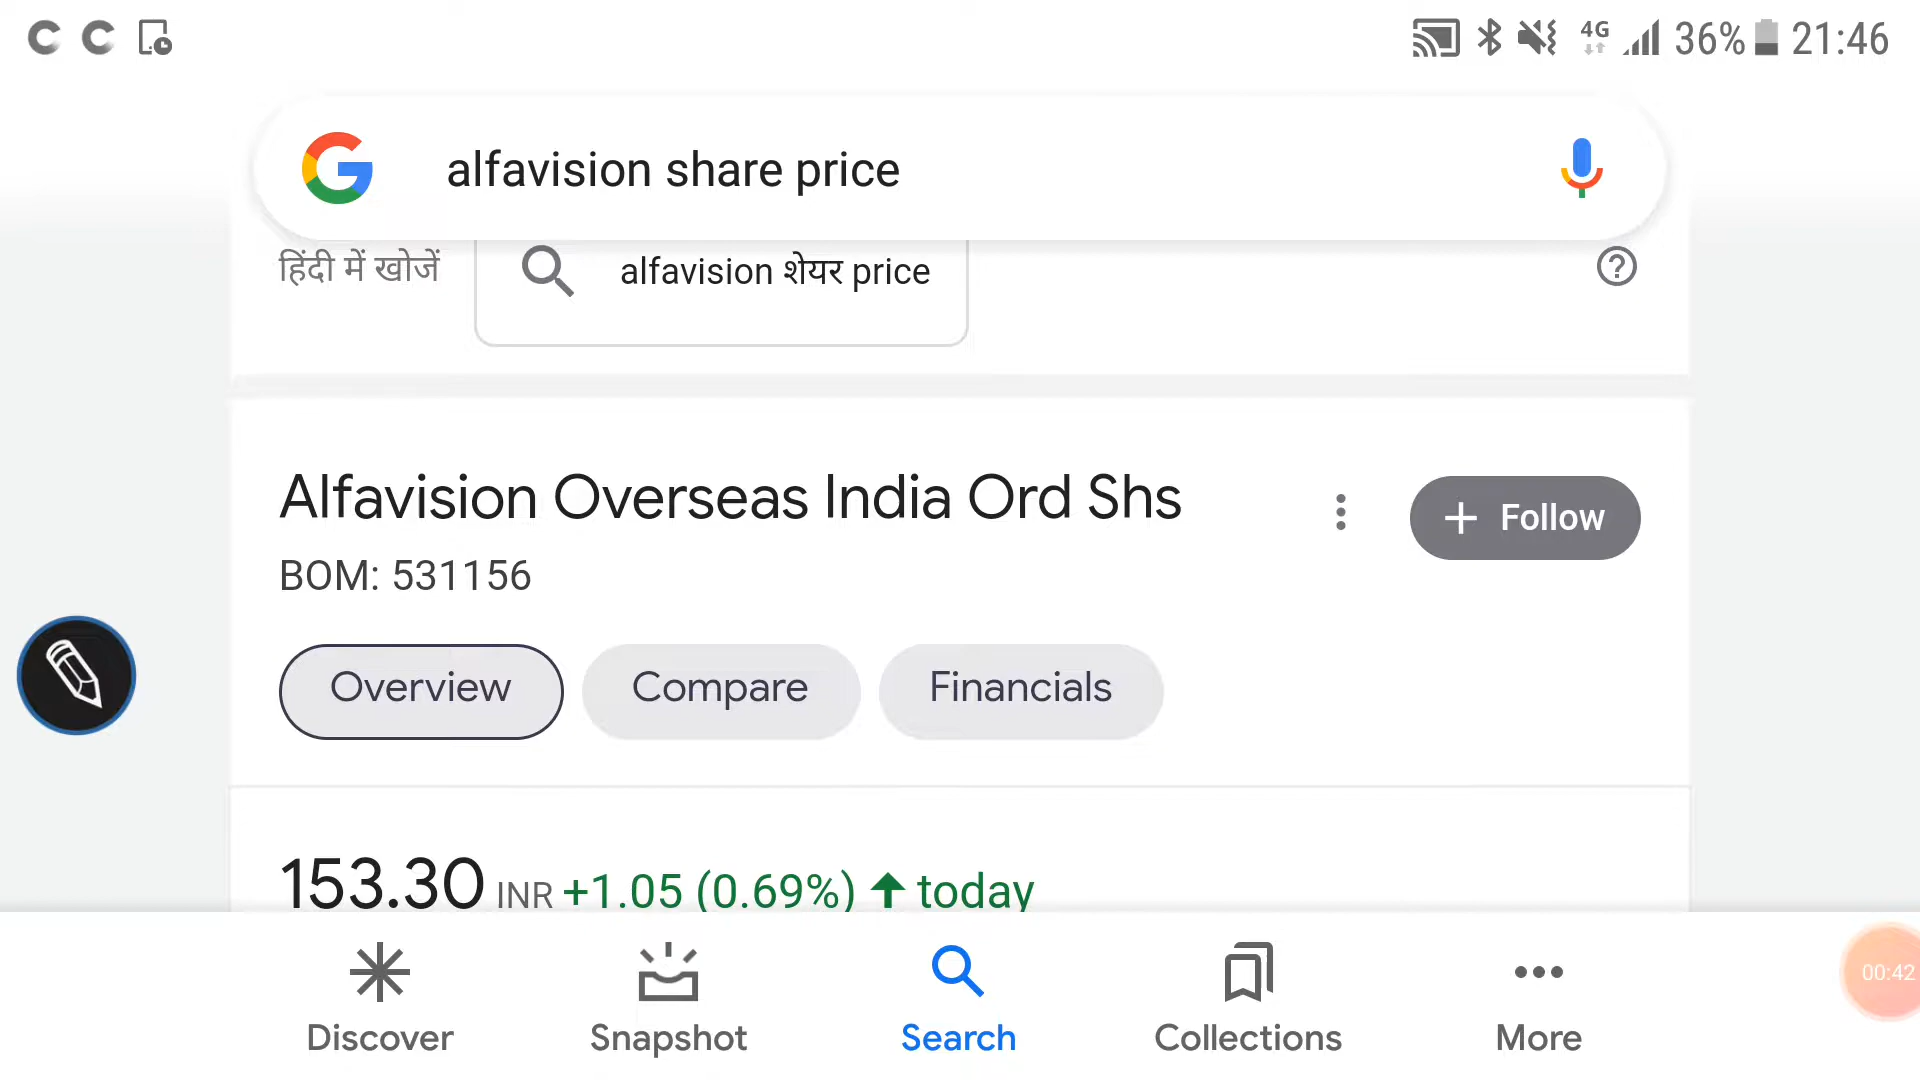 4G 36% 21:46
alfavision share price
हिंदी में खोजें alfavision शेयर price
Alfavision Overseas India Ord Shs
+ Follow
BOM: 531156
Overview Compare Financials
153.30 INR +1.05 (0.69%) ↑ today
00:42
Discover Snapshot Search Collections More